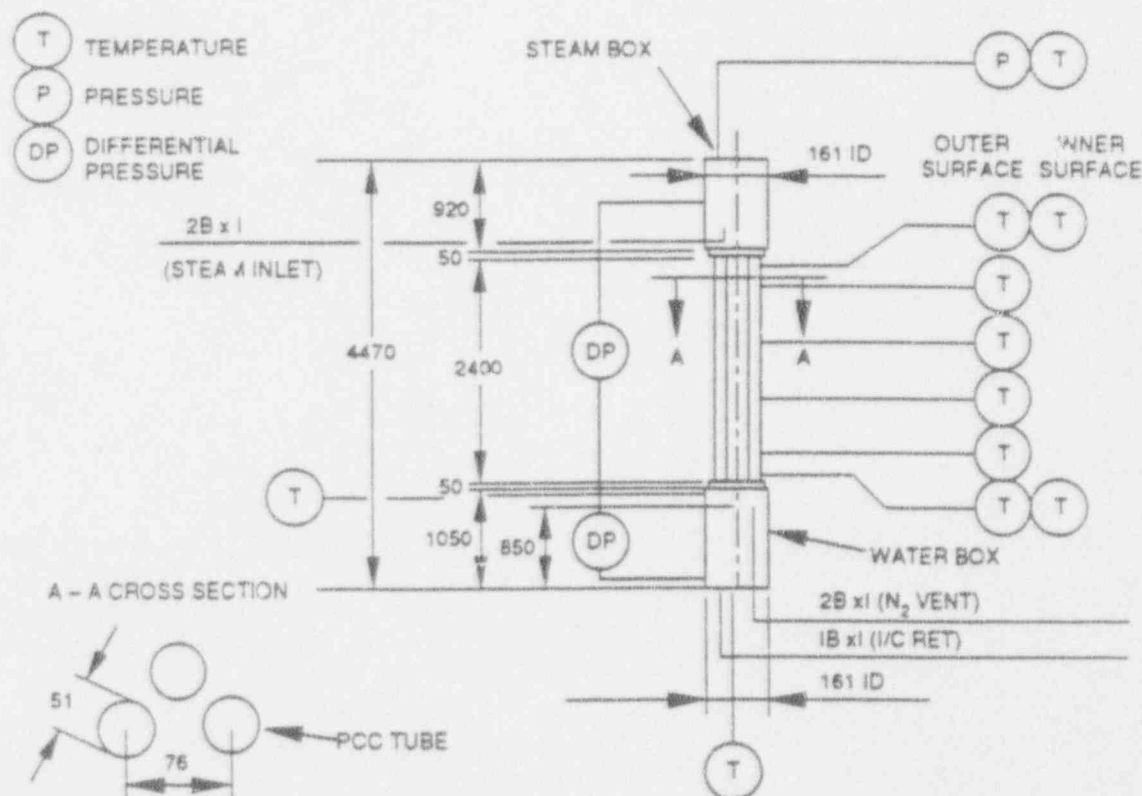 T TEMPERATURE
P PRESSURE
DP DIFFERENTIAL
PRESSURE
STEAM BOX
P T
161 ID
OUTER
SURFACE
INNER
SURFACE
920
2B x I
(STEAM INLET)
50
4470
2400
DP
A A
T T
T
T
T
T
T T
T
50
1050
650
DP
WATER BOX
A – A CROSS SECTION
2B xI (N2 VENT)
IB xI (I/C RET)
161 ID
51
PCC TUBE
76
T